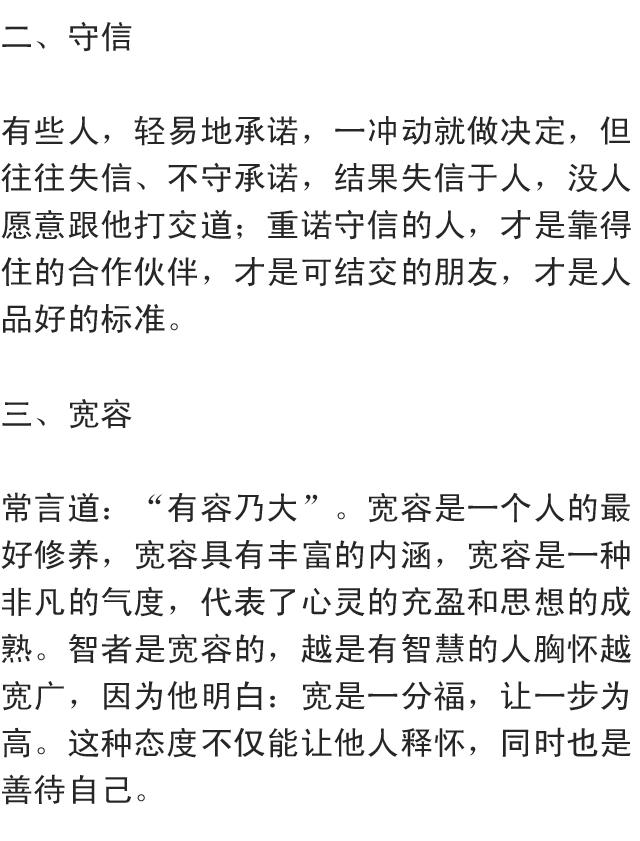 二、守信
有些人，轻易地承诺，一冲动就做决定，但
往往失信、不守承诺，结果失信于人，没人
愿意跟他打交道；重诺守信的人，才是靠得
住的合作伙伴，才是可结交的朋友，才是人
品好的标准。
三、宽容
常言道：“有容乃大”。宽容是一个人的最
好修养，宽容具有丰富的内涵，宽容是一种
非凡的气度，代表了心灵的充盈和思想的成
熟。智者是宽容的，越是有智慧的人胸怀越
宽广，因为他明白：宽是一分福，让一步为
高。这种态度不仅能让他人释怀，同时也是
善待自己。